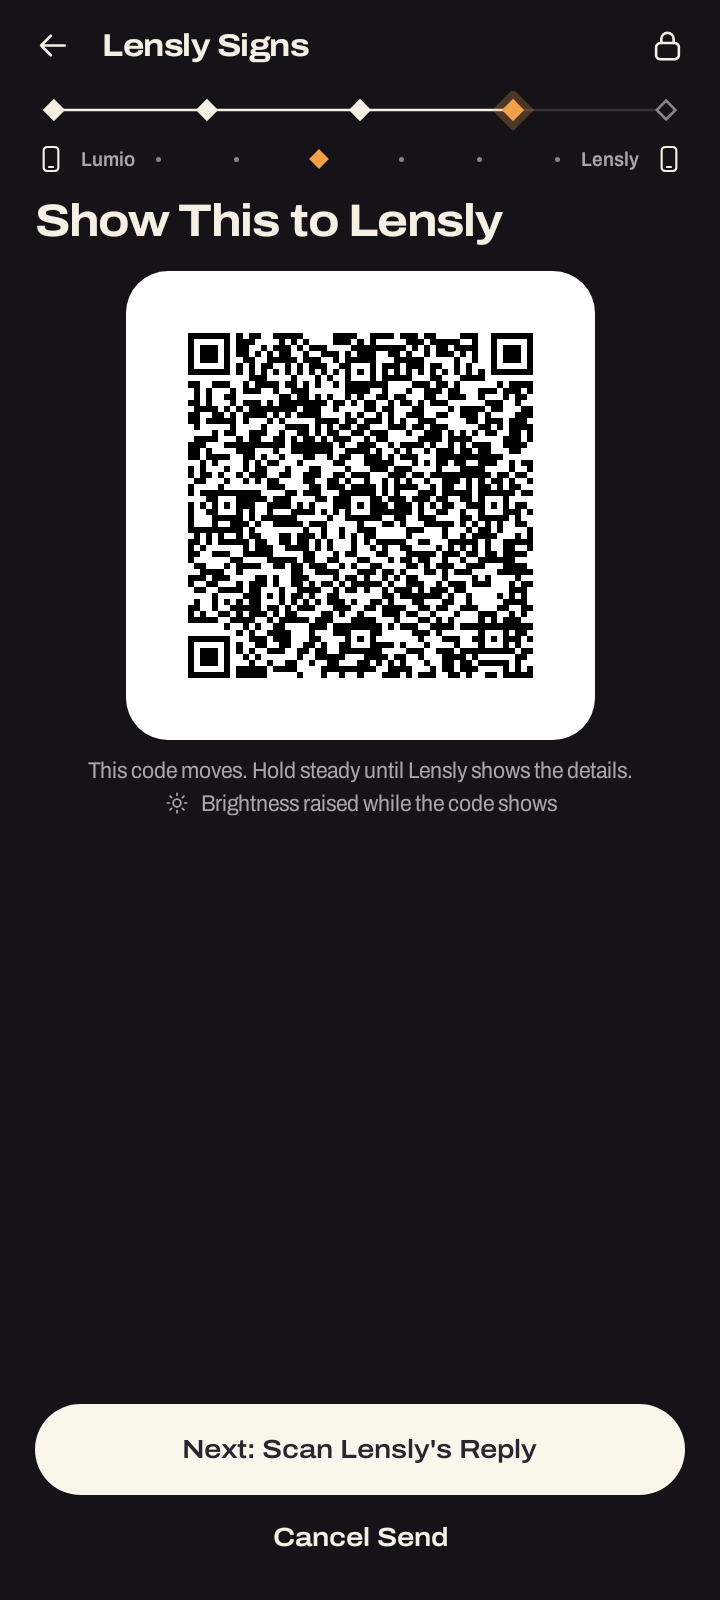 Lensly Signs
Lumio
Lensly
Show This to Lensly
This code moves. Hold steady until Lensly shows the details.
Brightness raised while the code shows
Next: Scan Lensly's Reply
Cancel Send